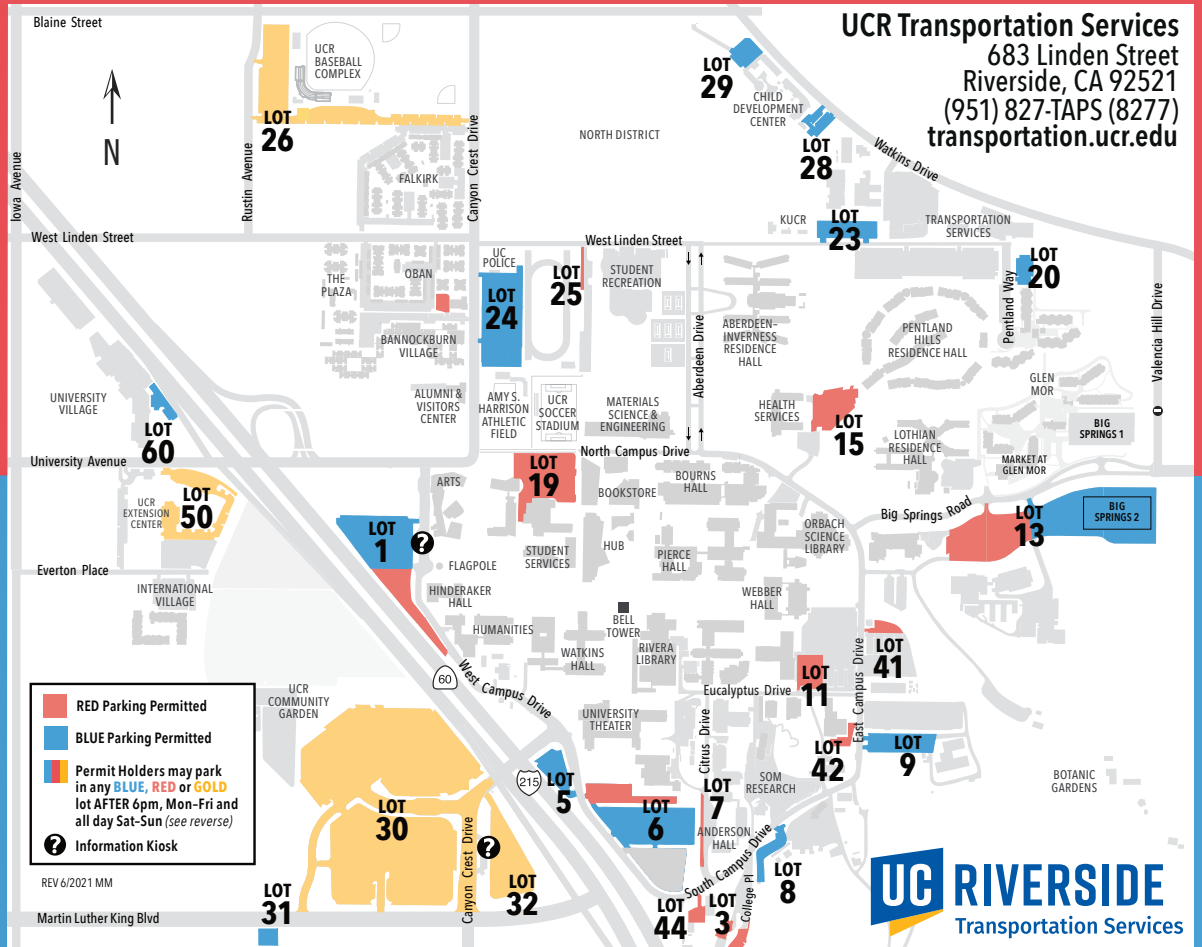 Blaine Street
UCR Transportation Services
683 Linden Street
Riverside, CA 92521
(951) 827-TAPS (8277)
transportation.ucr.edu
UCR
BASEBALL
COMPLEX
LOT
29
CHILD
DEVELOPMENT
CENTER
LOT
26
N
NORTH DISTRICT
LOT
28
Watkins Drive
Iowa Avenue
Rustin Avenue
FALKIRK
Canyon Crest Drive
KUCR
LOT
23
TRANSPORTATION
SERVICES
West Linden Street
West Linden Street
UC
POLICE
THE
PLAZA
OBAN
LOT
24
LOT
25
STUDENT
RECREATION
LOT
20
Pentland Way
Valencia Hill Drive
BANNOCKBURN
VILLAGE
Aberdeen Drive
ABERDEEN–
INVERNESS
RESIDENCE
HALL
PENTLAND
HILLS
RESIDENCE HALL
UNIVERSITY
VILLAGE
LOT
60
ALUMNI &
VISITORS
CENTER
AMY S.
HARRISON
ATHLETIC
FIELD
UCR
SOCCER
STADIUM
MATERIALS
SCIENCE &
ENGINEERING
HEALTH
SERVICES
LOT
15
GLEN
MOR
BIG
SPRINGS 1
LOTHIAN
RESIDENCE
HALL
MARKET AT
GLEN MOR
University Avenue
North Campus Drive
UCR
EXTENSION
CENTER
LOT
50
ARTS
LOT
19
BOOKSTORE
BOURNS
HALL
Big Springs Road
LOT
13
BIG
SPRINGS 2
LOT
1
?
ORBACH
SCIENCE
LIBRARY
STUDENT
SERVICES
HUB
PIERCE
HALL
FLAGPOLE
Everton Place
INTERNATIONAL
VILLAGE
HINDERAKER
HALL
WEBBER
HALL
HUMANITIES
BELL
TOWER
WATKINS
HALL
RIVERA
LIBRARY
LOT
41
60
West Campus Drive
Eucalyptus Drive
LOT
11
East Campus Drive
UCR
COMMUNITY
GARDEN
UNIVERSITY
THEATER
Citrus Drive
LOT
42
LOT
9
RED Parking Permitted
BLUE Parking Permitted
Permit Holders may park
in any BLUE, RED or GOLD
lot AFTER 6pm, Mon–Fri and
all day Sat–Sun (see reverse)
? Information Kiosk
REV 6/2021 MM
215
LOT
5
LOT
6
LOT
7
SOM
RESEARCH
BOTANIC
GARDENS
LOT
30
?
ANDERSON
HALL
South Campus Drive
LOT
8
Canyon Crest Drive
LOT
32
LOT
31
Martin Luther King Blvd
LOT
44
LOT
3
College Pl
UC RIVERSIDE
Transportation Services